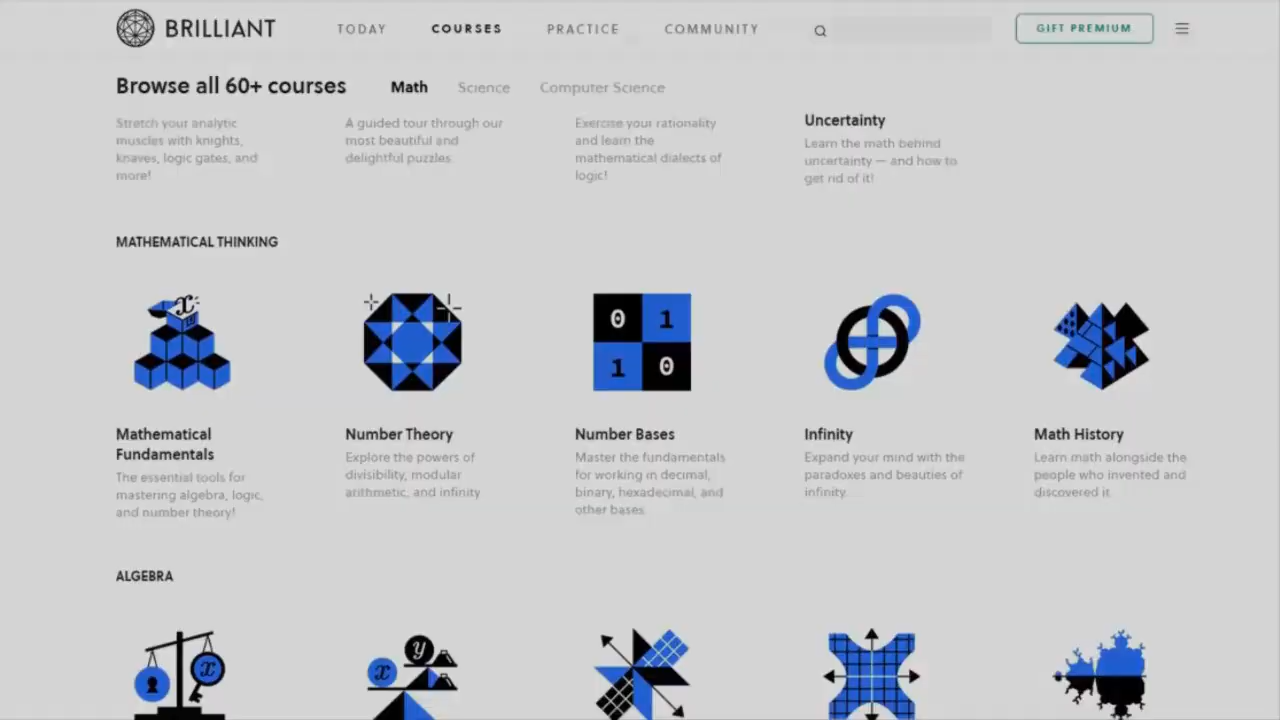 BRILLIANT
TODAY
COURSES
PRACTICE
COMMUNITY
GIFT PREMIUM
Browse all 60+ courses
Math
Science
Computer Science
Stretch your analytic
muscles with knights,
knaves, logic gates, and
more!
A guided tour through our
most beautiful and
delightful puzzles.
Exercise your rationality
and learn the
mathematical dialects of
logic!
Uncertainty
Learn the math behind
uncertainty — and how to
get rid of it!
MATHEMATICAL THINKING
x
0 1
1 0
Mathematical
Fundamentals
The essential tools for
mastering algebra, logic,
and number theory!
Number Theory
Explore the powers of
divisibility, modular
arithmetic, and infinity
Number Bases
Master the fundamentals
for working in decimal,
binary, hexadecimal, and
other bases.
Infinity
Expand your mind with the
paradoxes and beauties of
infinity.
Math History
Learn math alongside the
people who invented and
discovered it.
ALGEBRA
x
x
y